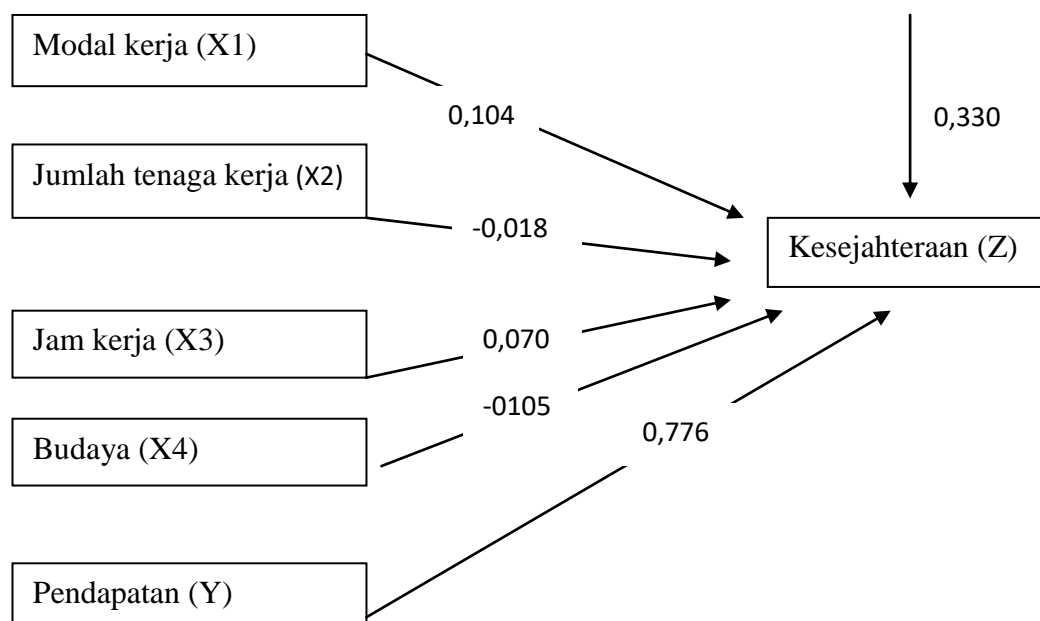 Modal kerja (X1)
0,104
0,330
Jumlah tenaga kerja (X2)
-0,018
Kesejahteraan (Z)
Jam kerja (X3)
0,070
-0105
Budaya (X4)
0,776
Pendapatan (Y)